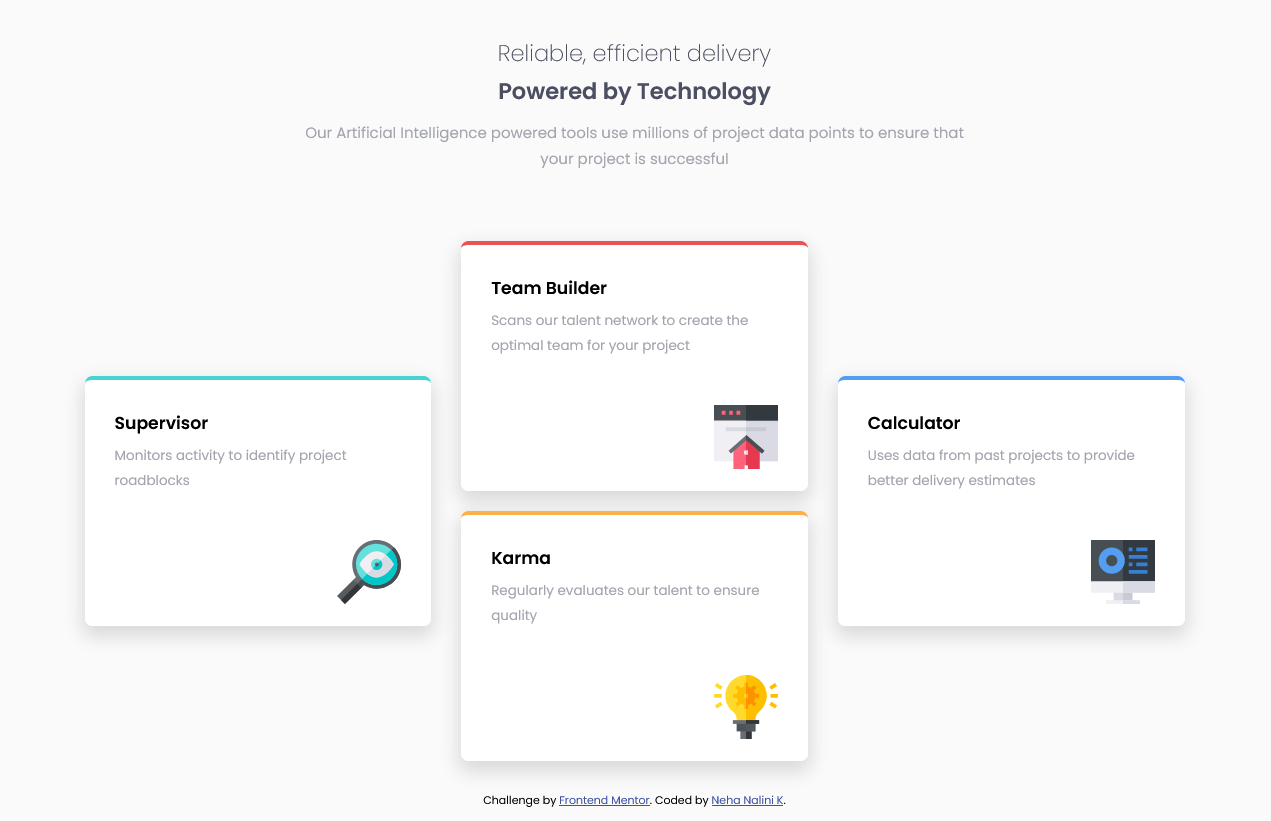 Reliable, efficient delivery
Powered by Technology
Our Artificial Intelligence powered tools use millions of project data points to ensure that
your project is successful
Team Builder
Scans our talent network to create the
optimal team for your project
Supervisor
Monitors activity to identify project
roadblocks
Calculator
Uses data from past projects to provide
better delivery estimates
Karma
Regularly evaluates our talent to ensure
quality
Challenge by Frontend Mentor. Coded by Neha Nalini K.